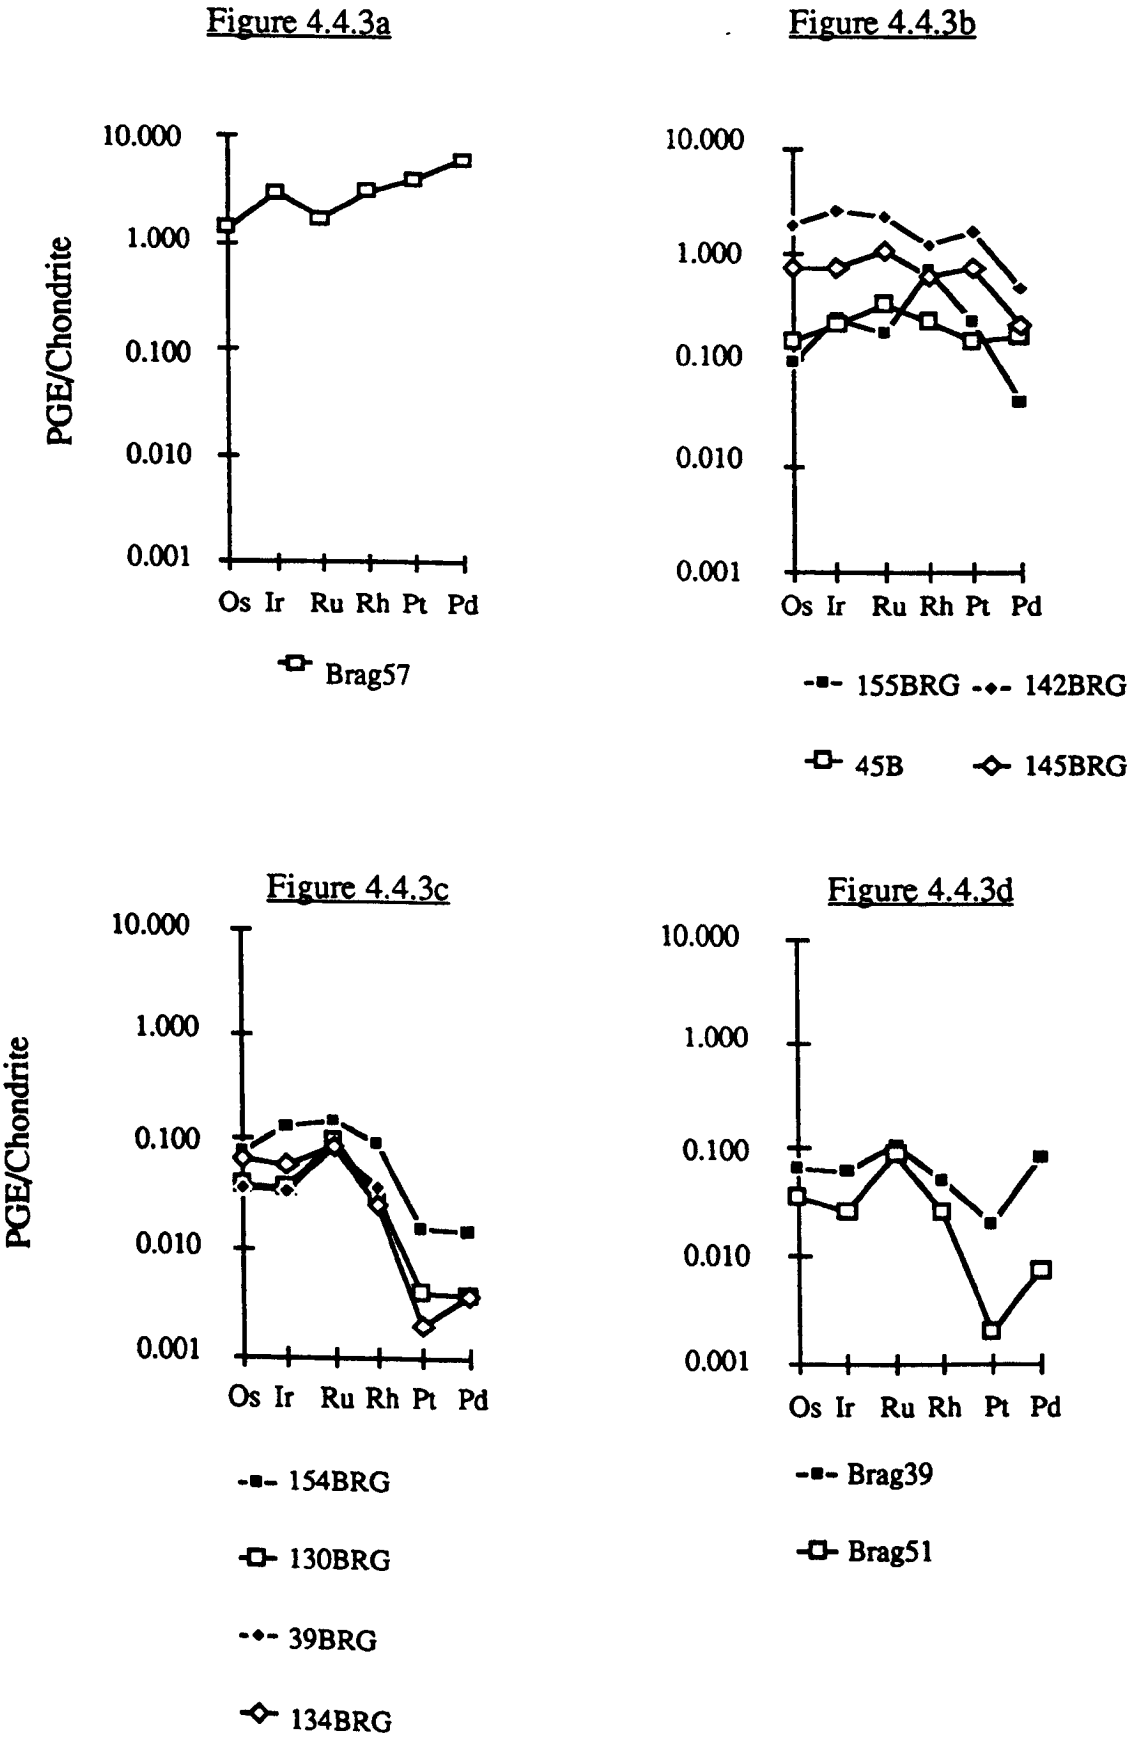 Figure 4.4.3a
10.000
1.000
0.100
0.010
0.001
PGE/Chondrite
Os Ir Ru Rh Pt Pd
Brag57
Figure 4.4.3b
10.000
1.000
0.100
0.010
0.001
Os Ir Ru Rh Pt Pd
155BRG 142BRG
45B 145BRG
Figure 4.4.3c
10.000
1.000
0.100
0.010
0.001
PGE/Chondrite
Os Ir Ru Rh Pt Pd
154BRG
130BRG
39BRG
134BRG
Figure 4.4.3d
10.000
1.000
0.100
0.010
0.001
Os Ir Ru Rh Pt Pd
Brag39
Brag51